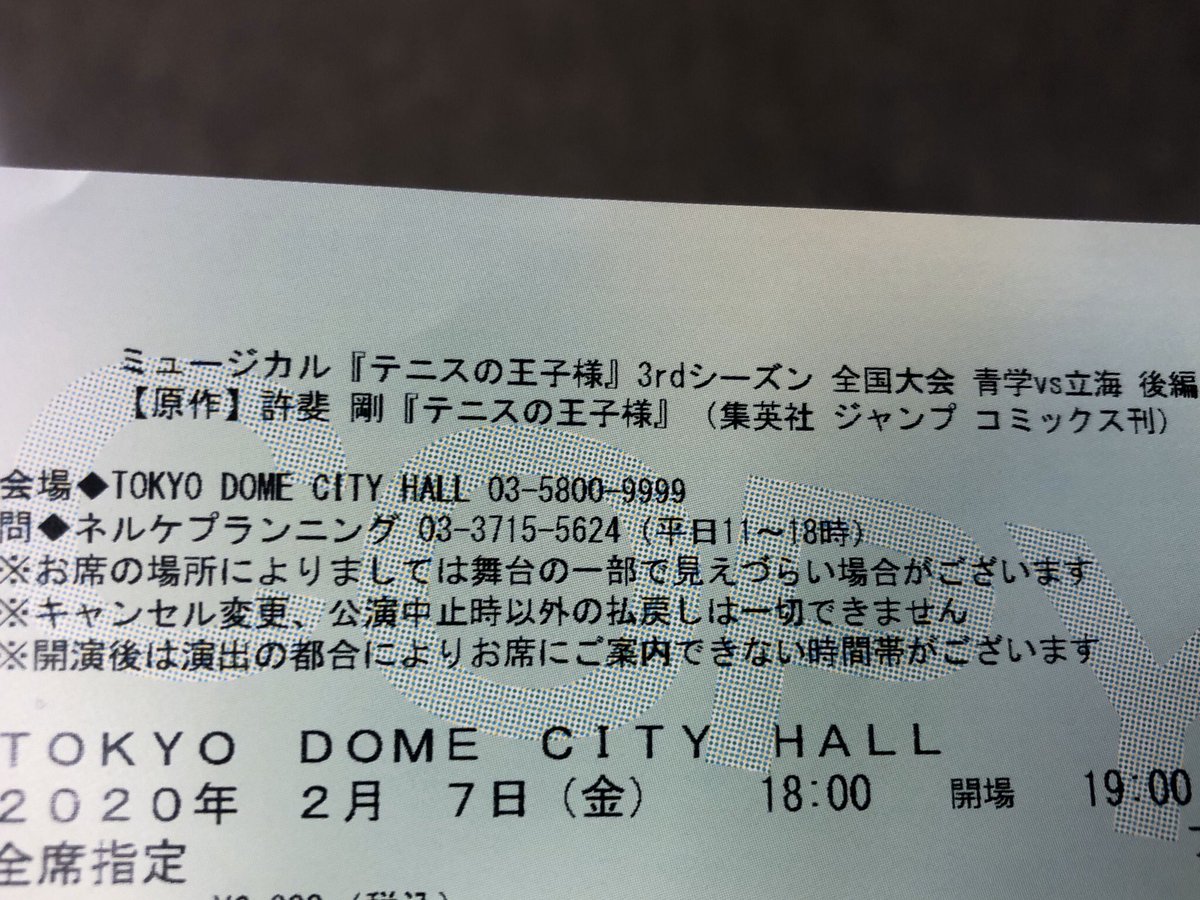 ミュージカル『テニスの王子様』3rdシーズン 全国大会 青学vs立海 後編
【原作】許斐 剛『テニスの王子様』（集英社 ジャンプ コミックス刊）
会場◆TOKYO DOME CITY HALL 03-5800-9999
問◆ネルケプランニング 03-3715-5624（平日11～18時）
※お席の場所によりましては舞台の一部で見えづらい場合がございます
※キャンセル変更、公演中止時以外の払戻しは一切できません
※開演後は演出の都合によりお席にご案内できない時間帯がございます
COPY
ＴＯＫＹＯ　ＤＯＭＥ　ＣＩＴＹ　ＨＡＬＬ
２０２０年　２月　７日（金）　18:00　開場　19:00
全席指定
（税込）